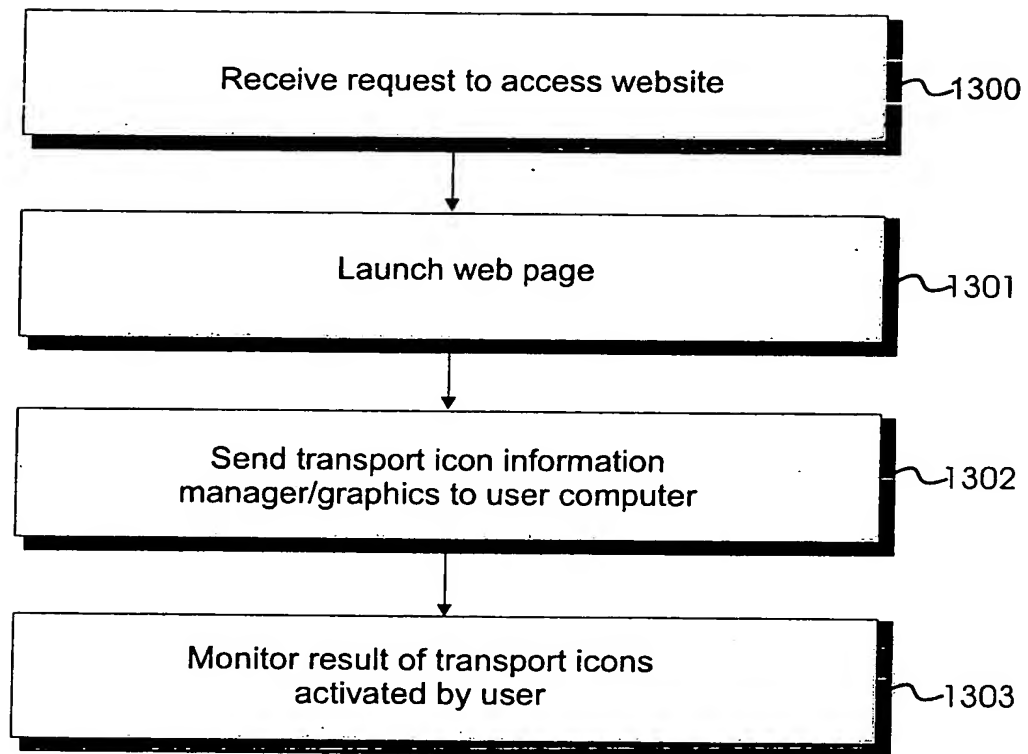 Receive request to access website
1300
Launch web page
1301
Send transport icon information
manager/graphics to user computer
1302
Monitor result of transport icons
activated by user
1303